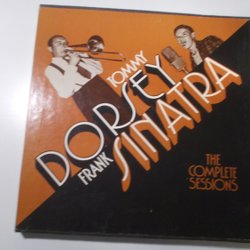 TOMMY
DORSEY
FRANK
SINATRA
THE
COMPLETE
SESSIONS